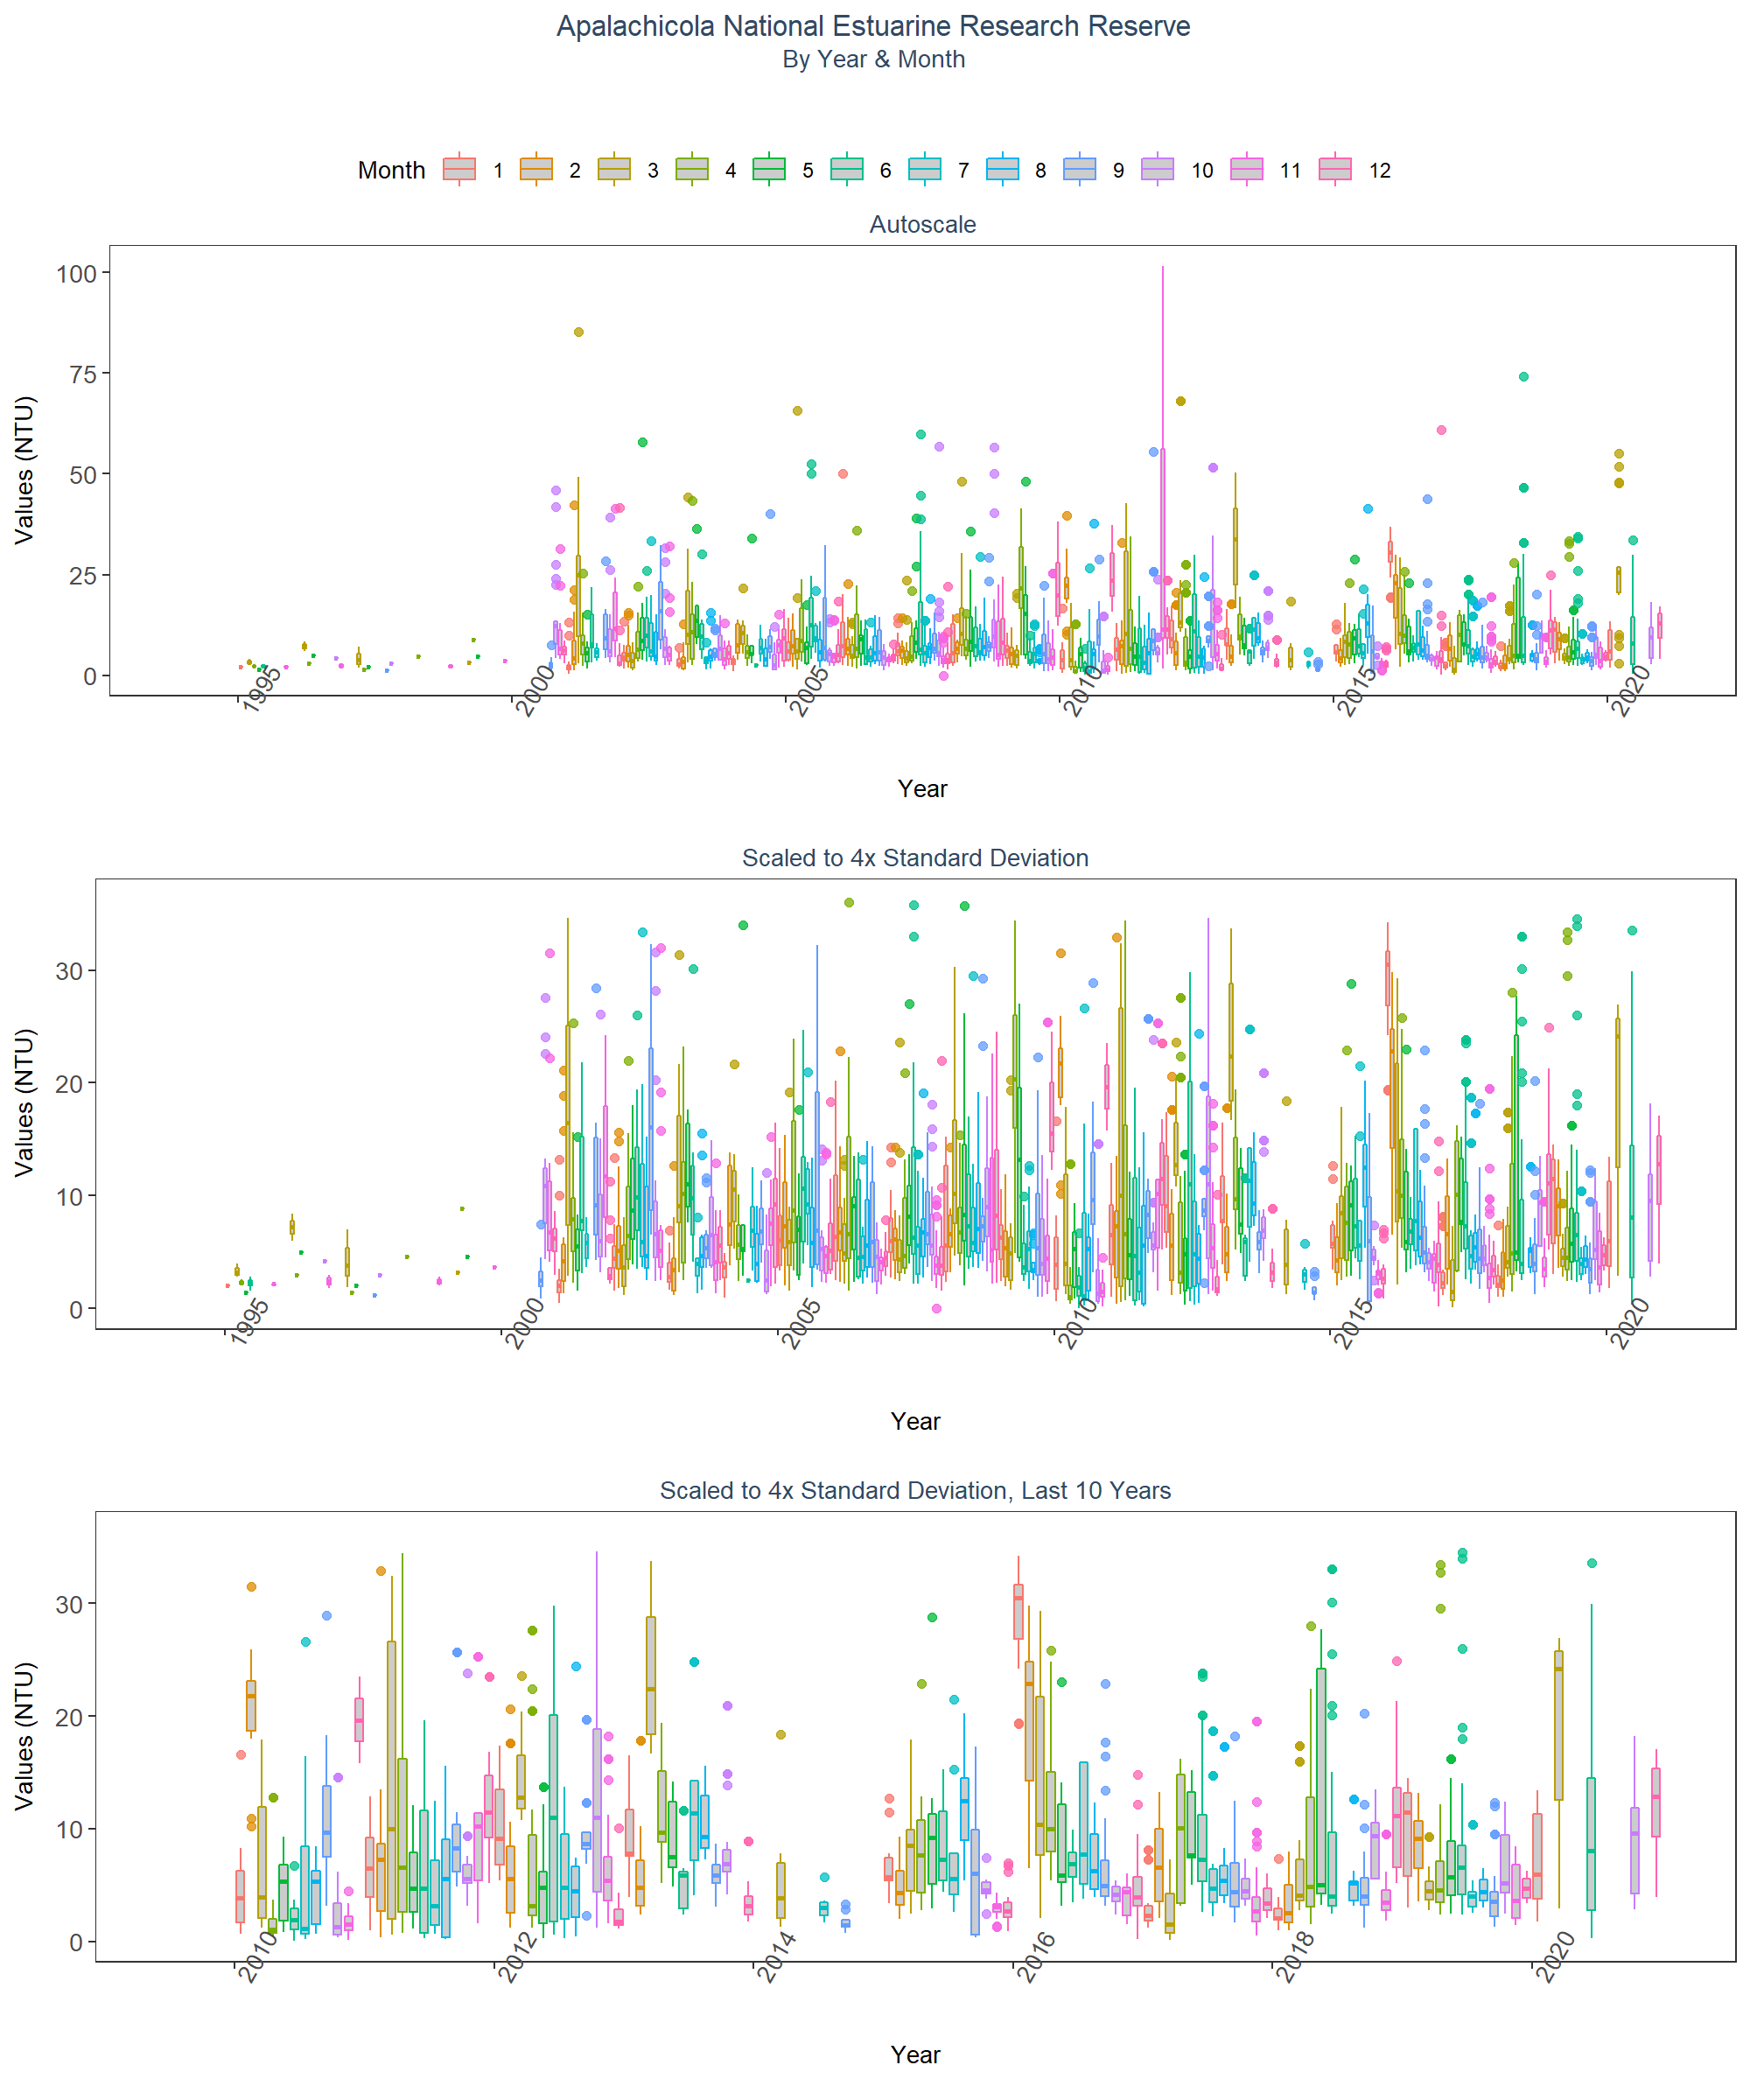 Apalachicola National Estuarine Research Reserve
By Year & Month
Month 1 2 3 4 5 6 7 8 9 10 11 12
Autoscale
Values (NTU)
100
75
50
25
0
1995 2000 2005 2010 2015 2020
Year
Scaled to 4x Standard Deviation
Values (NTU)
30
20
10
0
1995 2000 2005 2010 2015 2020
Year
Scaled to 4x Standard Deviation, Last 10 Years
Values (NTU)
30
20
10
0
2010 2012 2014 2016 2018 2020
Year